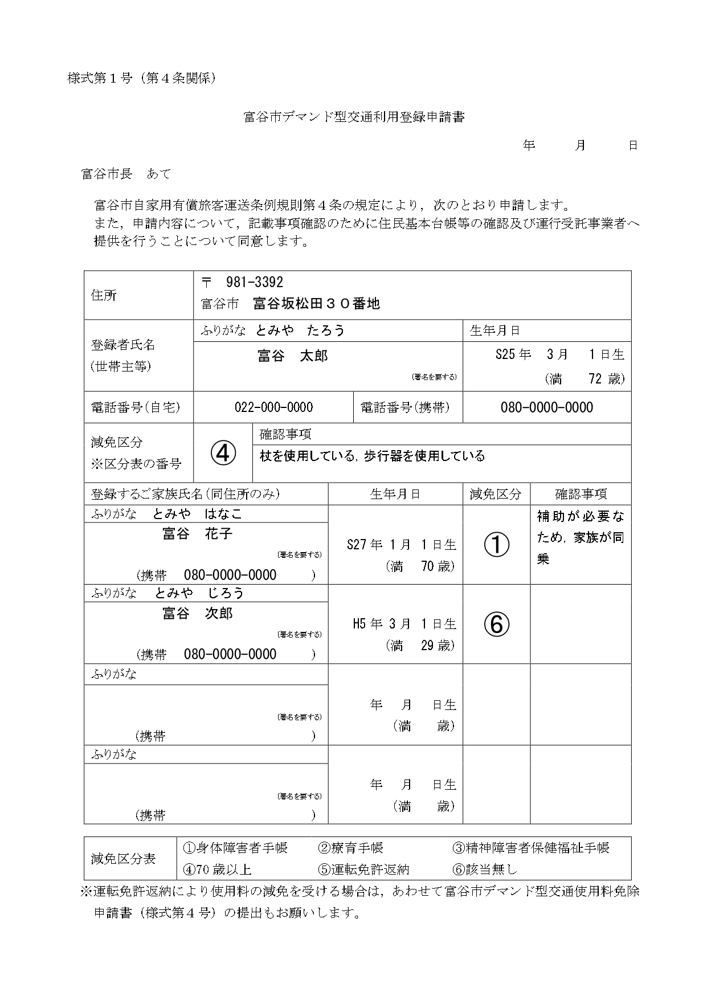 様式第１号（第４条関係）
富谷市デマンド型交通利用登録申請書
年　　月　　日
富谷市長　あて
富谷市自家用有償旅客運送条例規則第４条の規定により，次のとおり申請します。
また，申請内容について，記載事項確認のために住民基本台帳等の確認及び運行受託事業者へ
提供を行うことについて同意します。
住所
〒　981-3392
富谷市　富谷坂松田３０番地
登録者氏名
(世帯主等)
ふりがな　とみや　たろう
生年月日
富谷　太郎
（署名を要する）
S25 年　3 月　1 日生
(満　72 歳)
電話番号(自宅)
022-000-0000
電話番号(携帯)
080-0000-0000
減免区分
※区分表の番号
④
確認事項
杖を使用している，歩行器を使用している
登録するご家族氏名(同住所のみ)
生年月日
減免区分
確認事項
ふりがな　とみや　はなこ
富谷　花子
（署名を要する）
(携帯　080-0000-0000　)
S27 年 1 月 1 日生
(満　70 歳)
①
補助が必要な
ため，家族が同
乗
ふりがな　とみや　じろう
富谷　次郎
（署名を要する）
(携帯　080-0000-0000　)
H5 年 3 月 1 日生
(満　29 歳)
⑥
ふりがな
（署名を要する）
(携帯　　　)
年　月　日生
(満　　歳)
ふりがな
（署名を要する）
(携帯　　　)
年　月　日生
(満　　歳)
減免区分表
①身体障害者手帳　②療育手帳　③精神障害者保健福祉手帳
④70 歳以上　⑤運転免許返納　⑥該当無し
※運転免許返納により使用料の減免を受ける場合は，あわせて富谷市デマンド型交通使用料免除
申請書（様式第４号）の提出もお願いします。